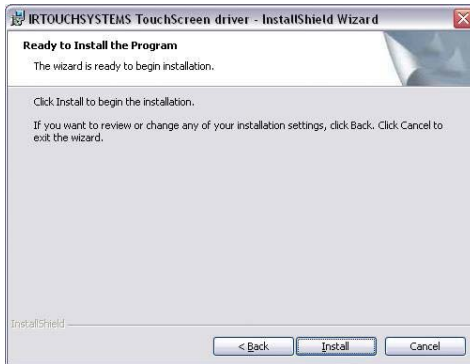 IRTOUCHSYSTEMS TouchScreen driver - InstallShield Wizard
Ready to Install the Program
The wizard is ready to begin installation.
Click Install to begin the installation.
If you want to review or change any of your installation settings, click Back. Click Cancel to
exit the wizard.
InstallShield
< Back Install Cancel